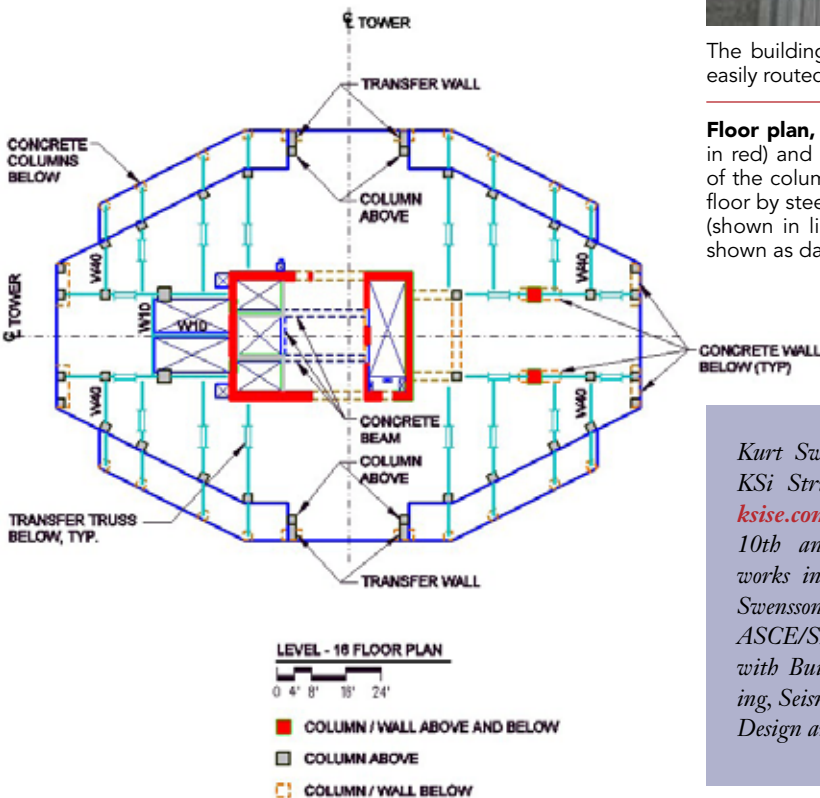 ℄ TOWER
TRANSFER WALL
CONCRETE
COLUMNS
BELOW
COLUMN
ABOVE
W40
W40
℄ TOWER
W10
W10
W40
W40
CONCRETE WALL
BELOW (TYP)
CONCRETE
BEAM
COLUMN
ABOVE
TRANSFER TRUSS
BELOW, TYP.
TRANSFER WALL
LEVEL - 16 FLOOR PLAN
0 4' 8' 16' 24'
COLUMN / WALL ABOVE AND BELOW
COLUMN ABOVE
COLUMN / WALL BELOW
The building
easily routed
Floor plan,
in red) and
of the colum
floor by stee
(shown in li
shown as da
Kurt Sw
KSi Stri
ksise.con
10th an
works in
Swensson
ASCE/S
with Bui
ing, Seism
Design a